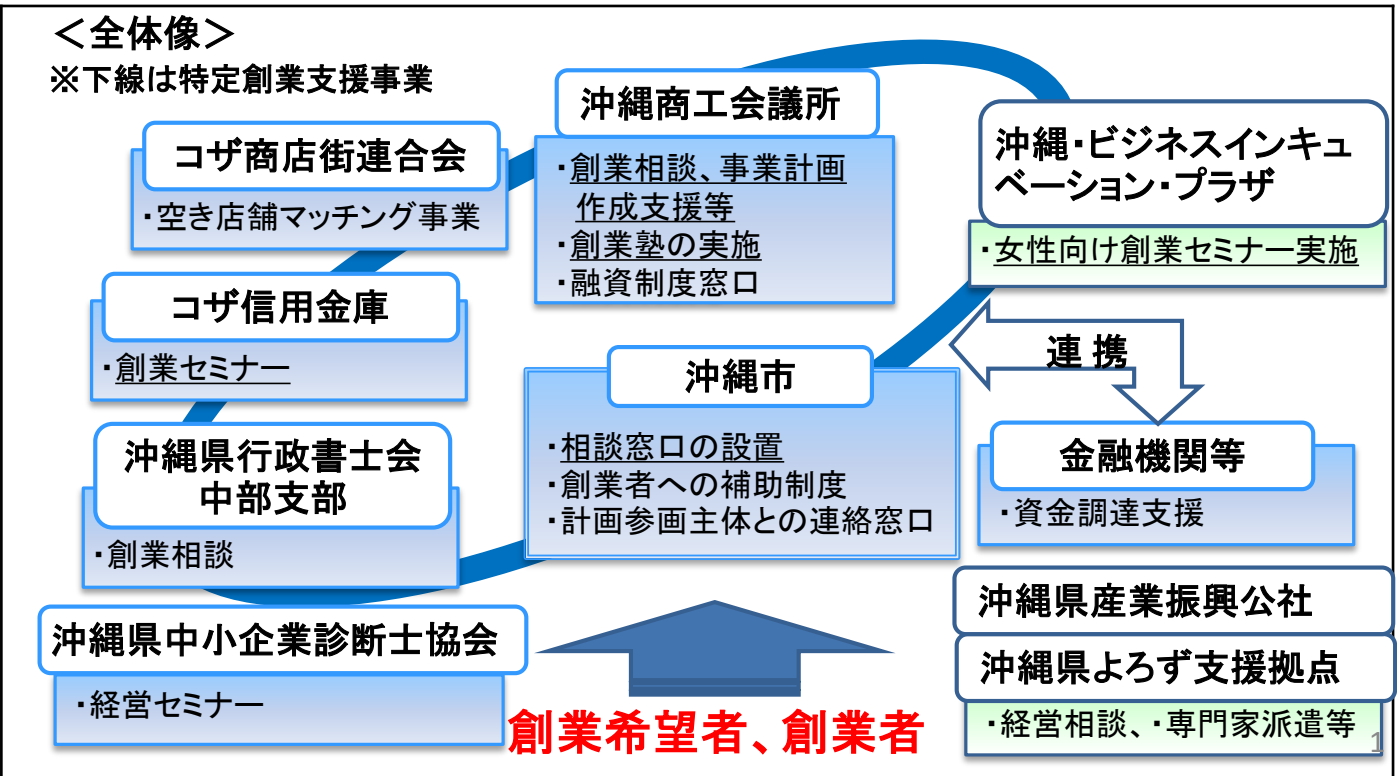 ＜全体像＞
※下線は特定創業支援事業
沖縄商工会議所
・創業相談、事業計画
作成支援等
・創業塾の実施
・融資制度窓口
コザ商店街連合会
・空き店舗マッチング事業
沖縄・ビジネスインキュ
ベーション・プラザ
・女性向け創業セミナー実施
コザ信用金庫
・創業セミナー
沖縄市
・相談窓口の設置
・創業者への補助制度
・計画参画主体との連絡窓口
連 携
金融機関等
・資金調達支援
沖縄県行政書士会
中部支部
・創業相談
沖縄県中小企業診断士協会
・経営セミナー
創業希望者、創業者
沖縄県産業振興公社
沖縄県よろず支援拠点
・経営相談、・専門家派遣等
1